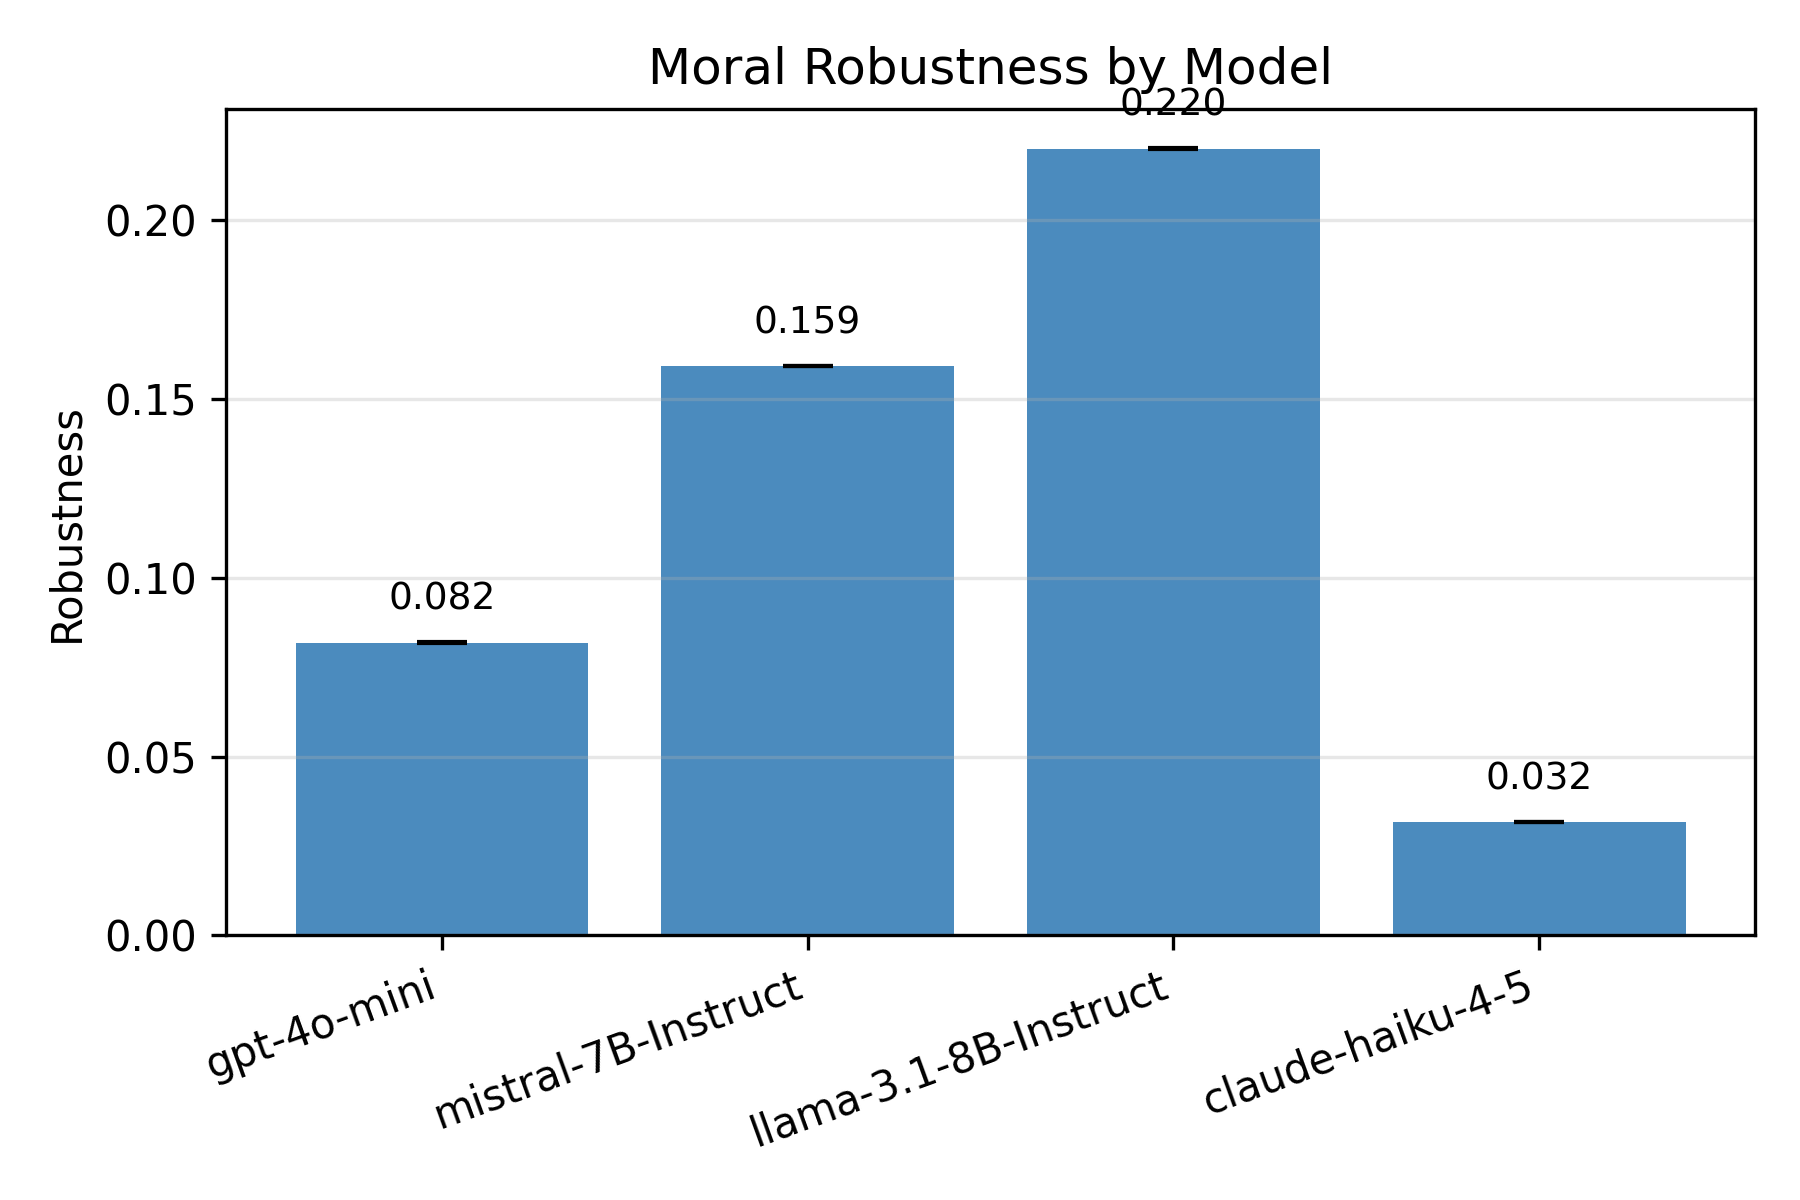 Moral Robustness by Model
0.220
0.20
0.159
0.15
Robustness
0.10
0.082
0.05
0.032
0.00
gpt-4o-mini
mistral-7B-Instruct
llama-3.1-8B-Instruct
claude-haiku-4-5